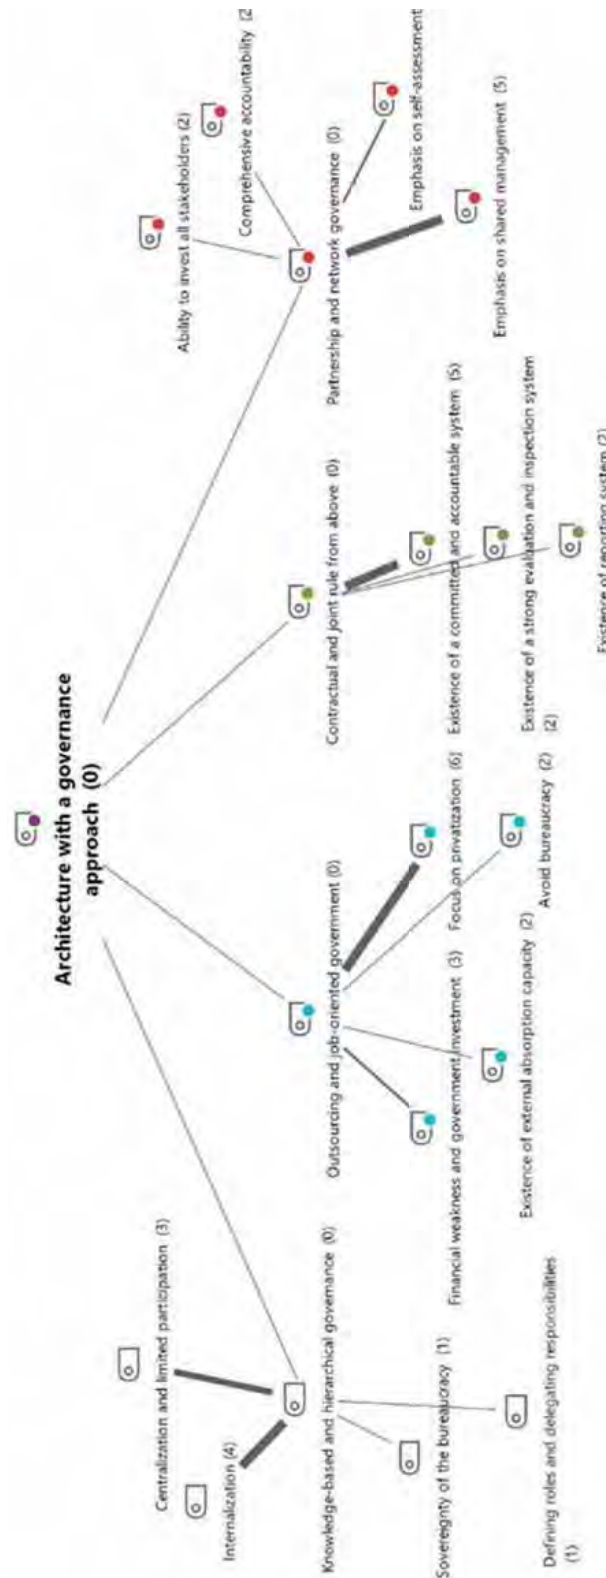 Architecture with a governance
approach (0)
Centralization and limited participation (3)
Internalization (4)
Knowledge-based and hierarchical governance (0)
Sovereignty of the bureaucracy (1)
Defining roles and delegating responsibilities
(1)
Outsourcing and job-oriented government (0)
Financial weakness and government investment (3)
Focus on privatization (6)
Existence of external absorption capacity (2)
Avoid bureaucracy (2)
Contractual and joint rule from above (0)
Existence of a committed and accountable system (5)
Existence of a strong evaluation and inspection system
(2)
Existence of reporting system (2)
Ability to invest all stakeholders (2)
Comprehensive accountability (2
Partnership and network governance (0)
Emphasis on self-assessment
Emphasis on shared management (5)